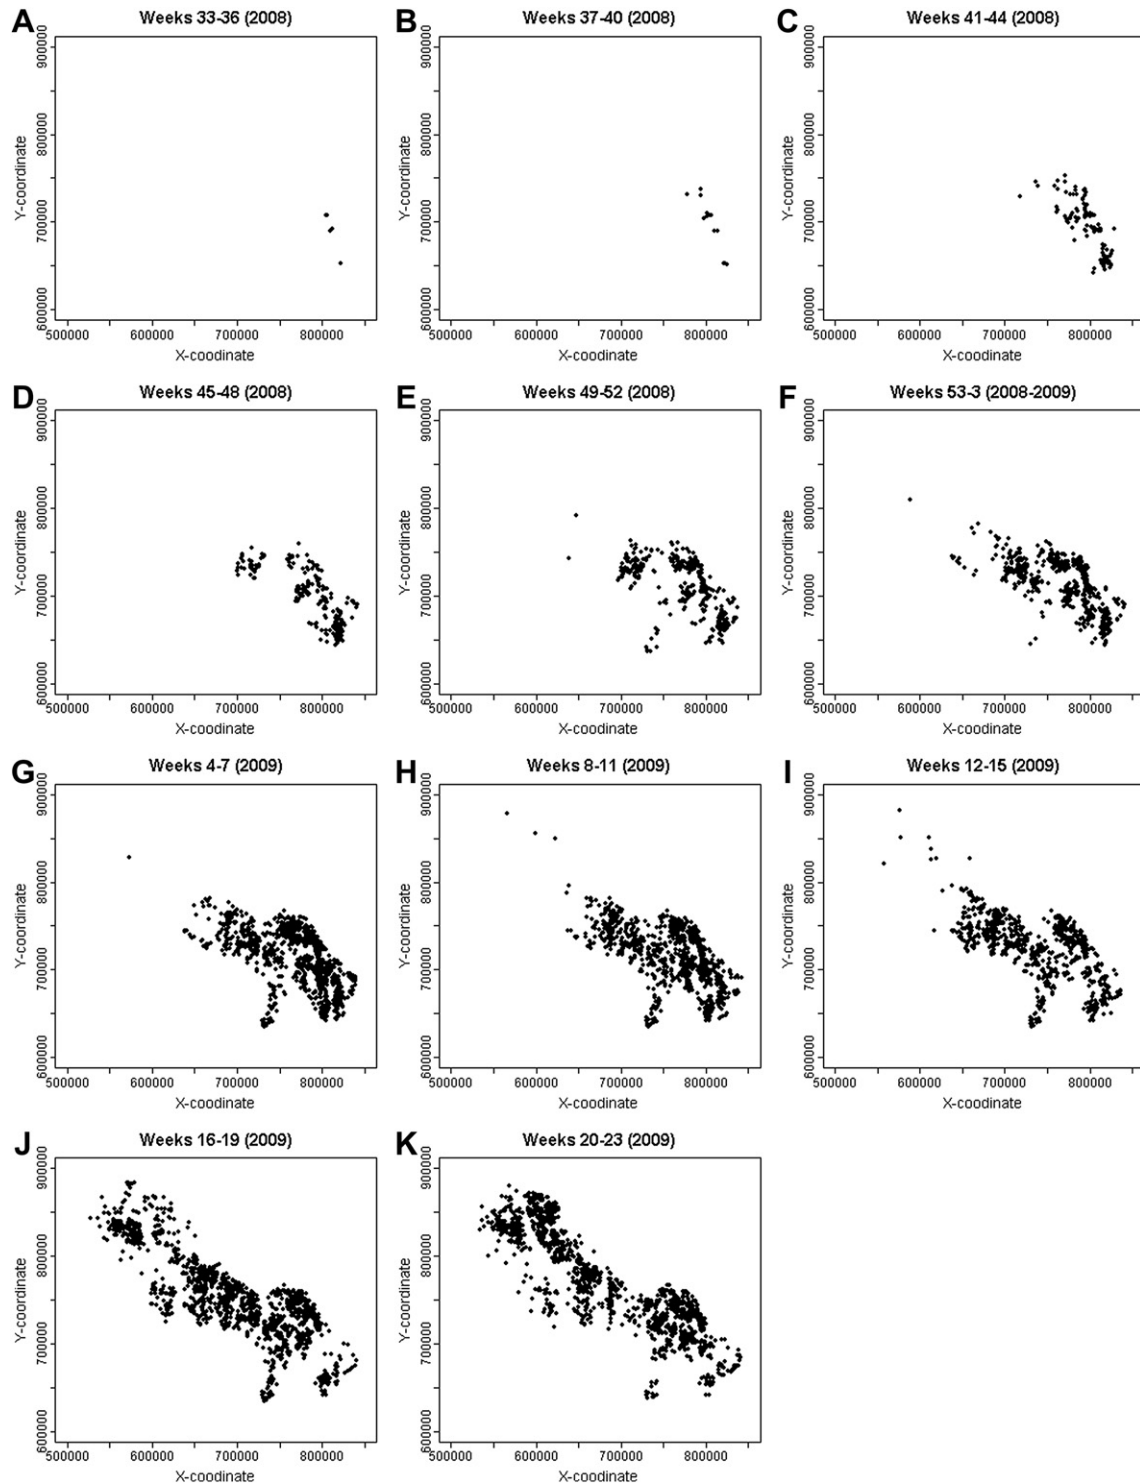 A
Weeks 33-36 (2008)
Y-coordinate
600000 700000 800000 900000
500000 600000 700000 800000
X-coodinate
B
Weeks 37-40 (2008)
Y-coordinate
600000 700000 800000 900000
500000 600000 700000 800000
X-coodinate
C
Weeks 41-44 (2008)
Y-coordinate
600000 700000 800000 900000
500000 600000 700000 800000
X-coodinate
D
Weeks 45-48 (2008)
Y-coordinate
600000 700000 800000 900000
500000 600000 700000 800000
X-coodinate
E
Weeks 49-52 (2008)
Y-coordinate
600000 700000 800000 900000
500000 600000 700000 800000
X-coodinate
F
Weeks 53-3 (2008-2009)
Y-coordinate
600000 700000 800000 900000
500000 600000 700000 800000
X-coodinate
G
Weeks 4-7 (2009)
Y-coordinate
600000 700000 800000 900000
500000 600000 700000 800000
X-coodinate
H
Weeks 8-11 (2009)
Y-coordinate
600000 700000 800000 900000
500000 600000 700000 800000
X-coodinate
I
Weeks 12-15 (2009)
Y-coordinate
600000 700000 800000 900000
500000 600000 700000 800000
X-coodinate
J
Weeks 16-19 (2009)
Y-coordinate
600000 700000 800000 900000
500000 600000 700000 800000
X-coodinate
K
Weeks 20-23 (2009)
Y-coordinate
600000 700000 800000 900000
500000 600000 700000 800000
X-coodinate